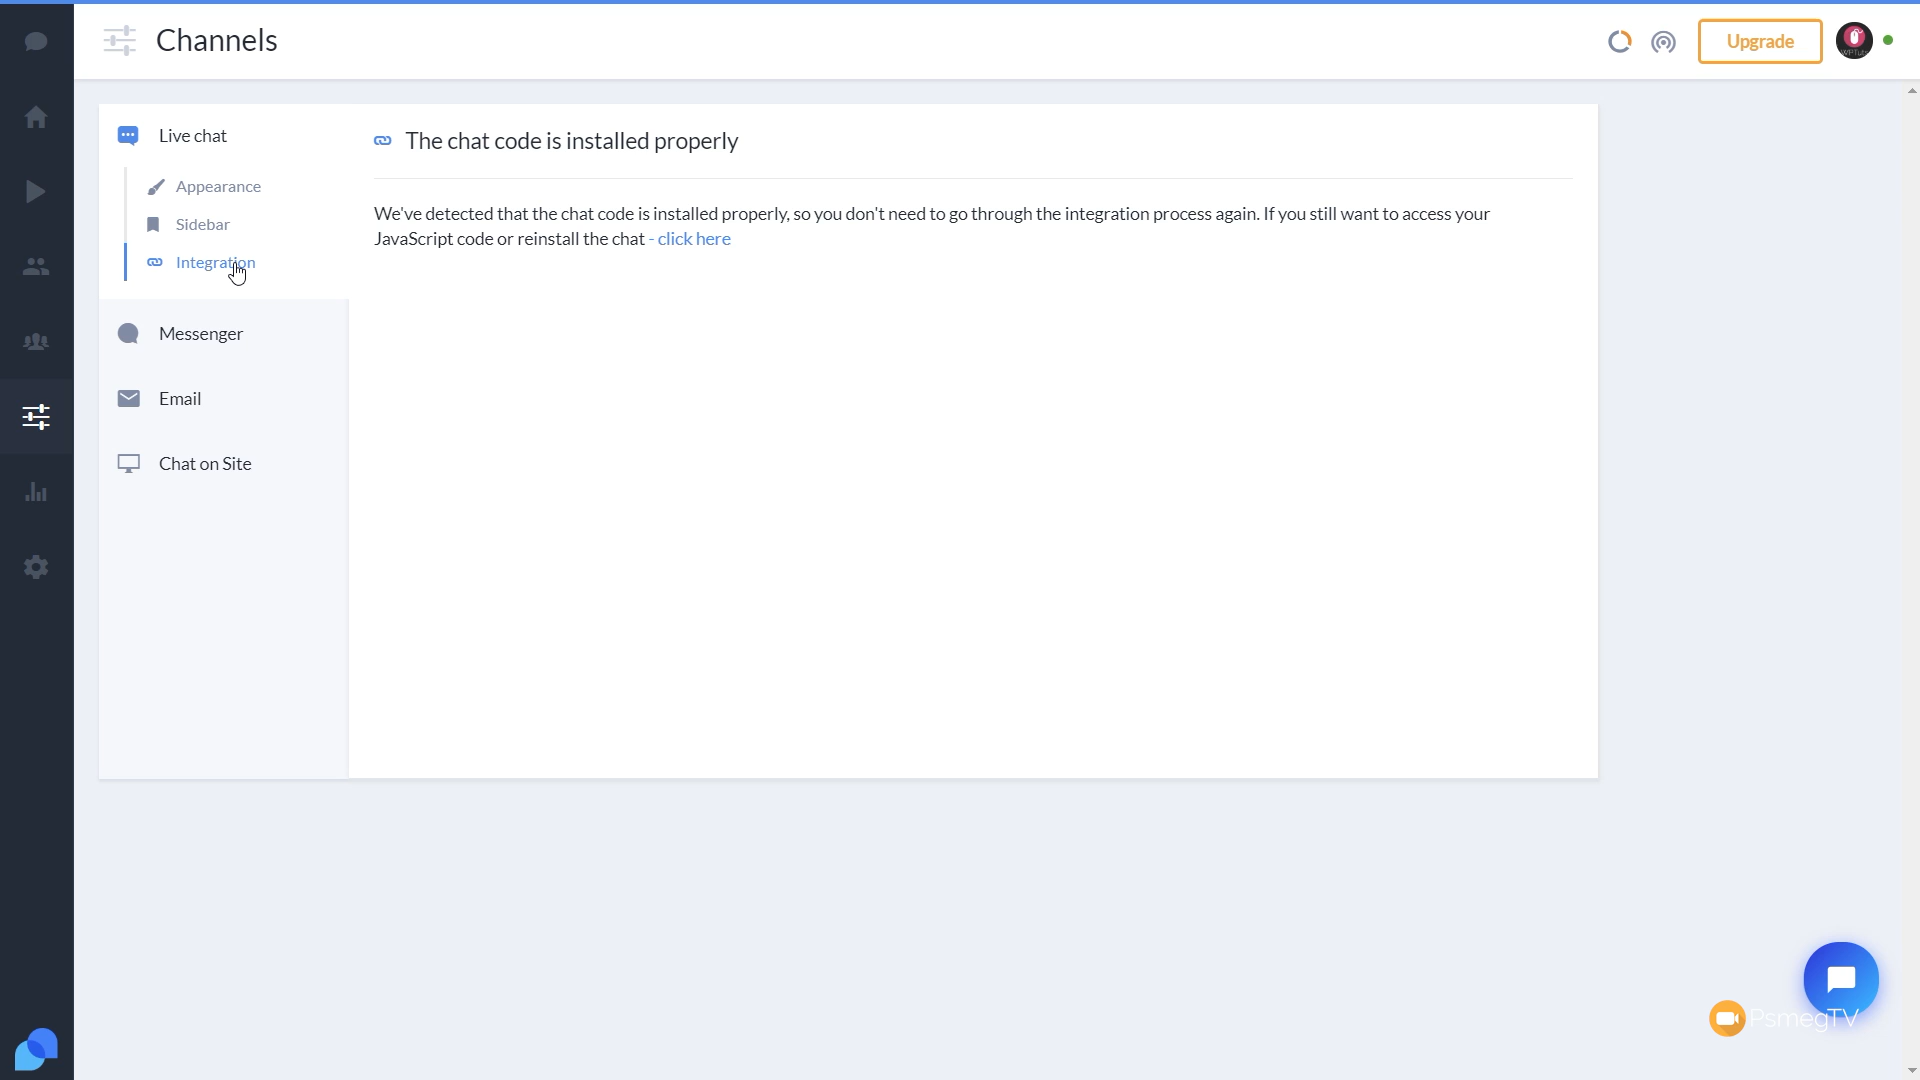 Channels
Upgrade
WPTuts
Live chat
Appearance
Sidebar
Integration
Messenger
Email
Chat on Site
The chat code is installed properly
We've detected that the chat code is installed properly, so you don't need to go through the integration process again. If you still want to access your
JavaScript code or reinstall the chat - click here
PsmegTV